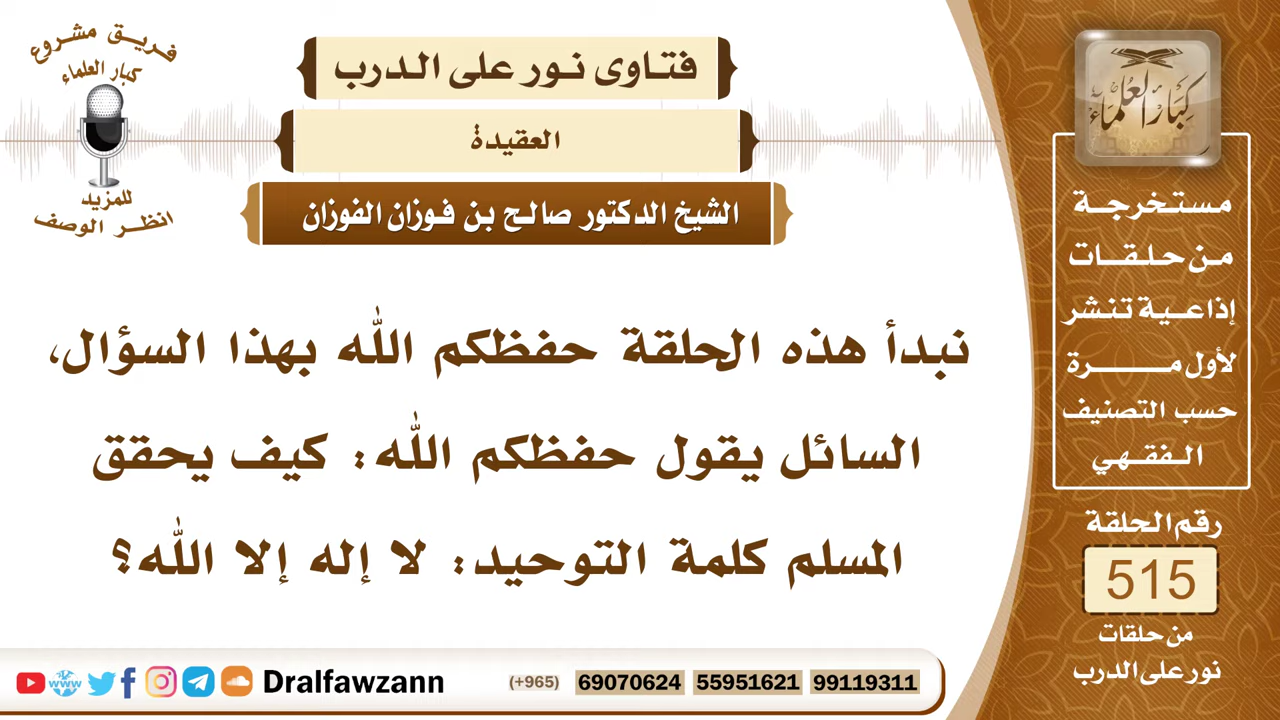 فريق مشروع
كبار العلماء
للمزيد
انظر الوصف
فتاوى نور على الدرب
العقيدة
الشيخ الدكتور صالح بن فوزان الفوزان
نبدأ هذه الحلقة حفظكم الله بهذا السؤال،
السائل يقول حفظكم الله: كيف يحقق
المسلم كلمة التوحيد: لا إله إلا الله؟
كبار العلماء
مستخرجة
من حلقات
إذاعية تنشر
لأول مرة
حسب التصنيف
الفقهي
رقم الحلقة
515
من حلقات
نور على الدرب
www Dralfawzann (+965) 69070624 55951621 99119311